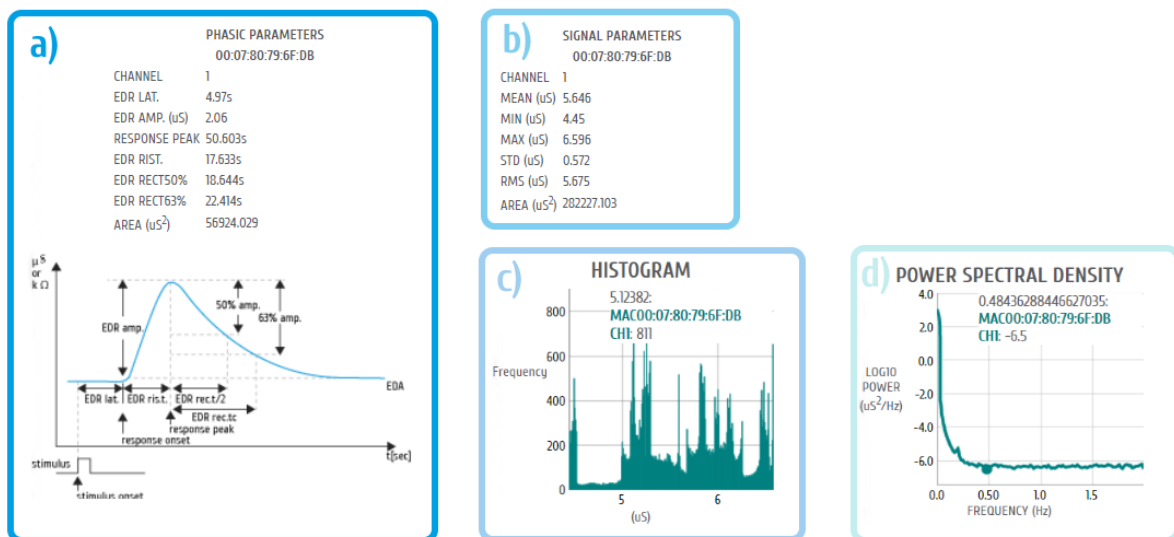 a)
PHASIC PARAMETERS
00:07:80:79:6F:DB
CHANNEL 1
EDR LAT. 4.97s
EDR AMP. (uS) 2.06
RESPONSE PEAK 50.603s
EDR RIST. 17.633s
EDR RECT50% 18.644s
EDR RECT63% 22.414s
AREA (uS²) 56924.029
μS
or
kΩ
50% amp.
63% amp.
EDR amp.
EDA
EDR lat. EDR ris.t. EDR rec.t/2
EDR rec.tc
response peak
response onset
t[sec]
stimulus
stimulus onset
b)
SIGNAL PARAMETERS
00:07:80:79:6F:DB
CHANNEL 1
MEAN (uS) 5.646
MIN (uS) 4.45
MAX (uS) 6.596
STD (uS) 0.572
RMS (uS) 5.675
AREA (uS²) 282227.103
c)
HISTOGRAM
5.12382:
MAC00:07:80:79:6F:DB
CH1: 811
800
600
Frequency
400
200
0
5 6
(uS)
d)
POWER SPECTRAL DENSITY
4.0
0.48436288446627035:
MAC00:07:80:79:6F:DB
CH1: -6.5
2.0
0.0
LOG10
POWER
(uS²/Hz)
-2.0
-4.0
-6.0
0.0 0.50 1.0 1.5
FREQUENCY (Hz)